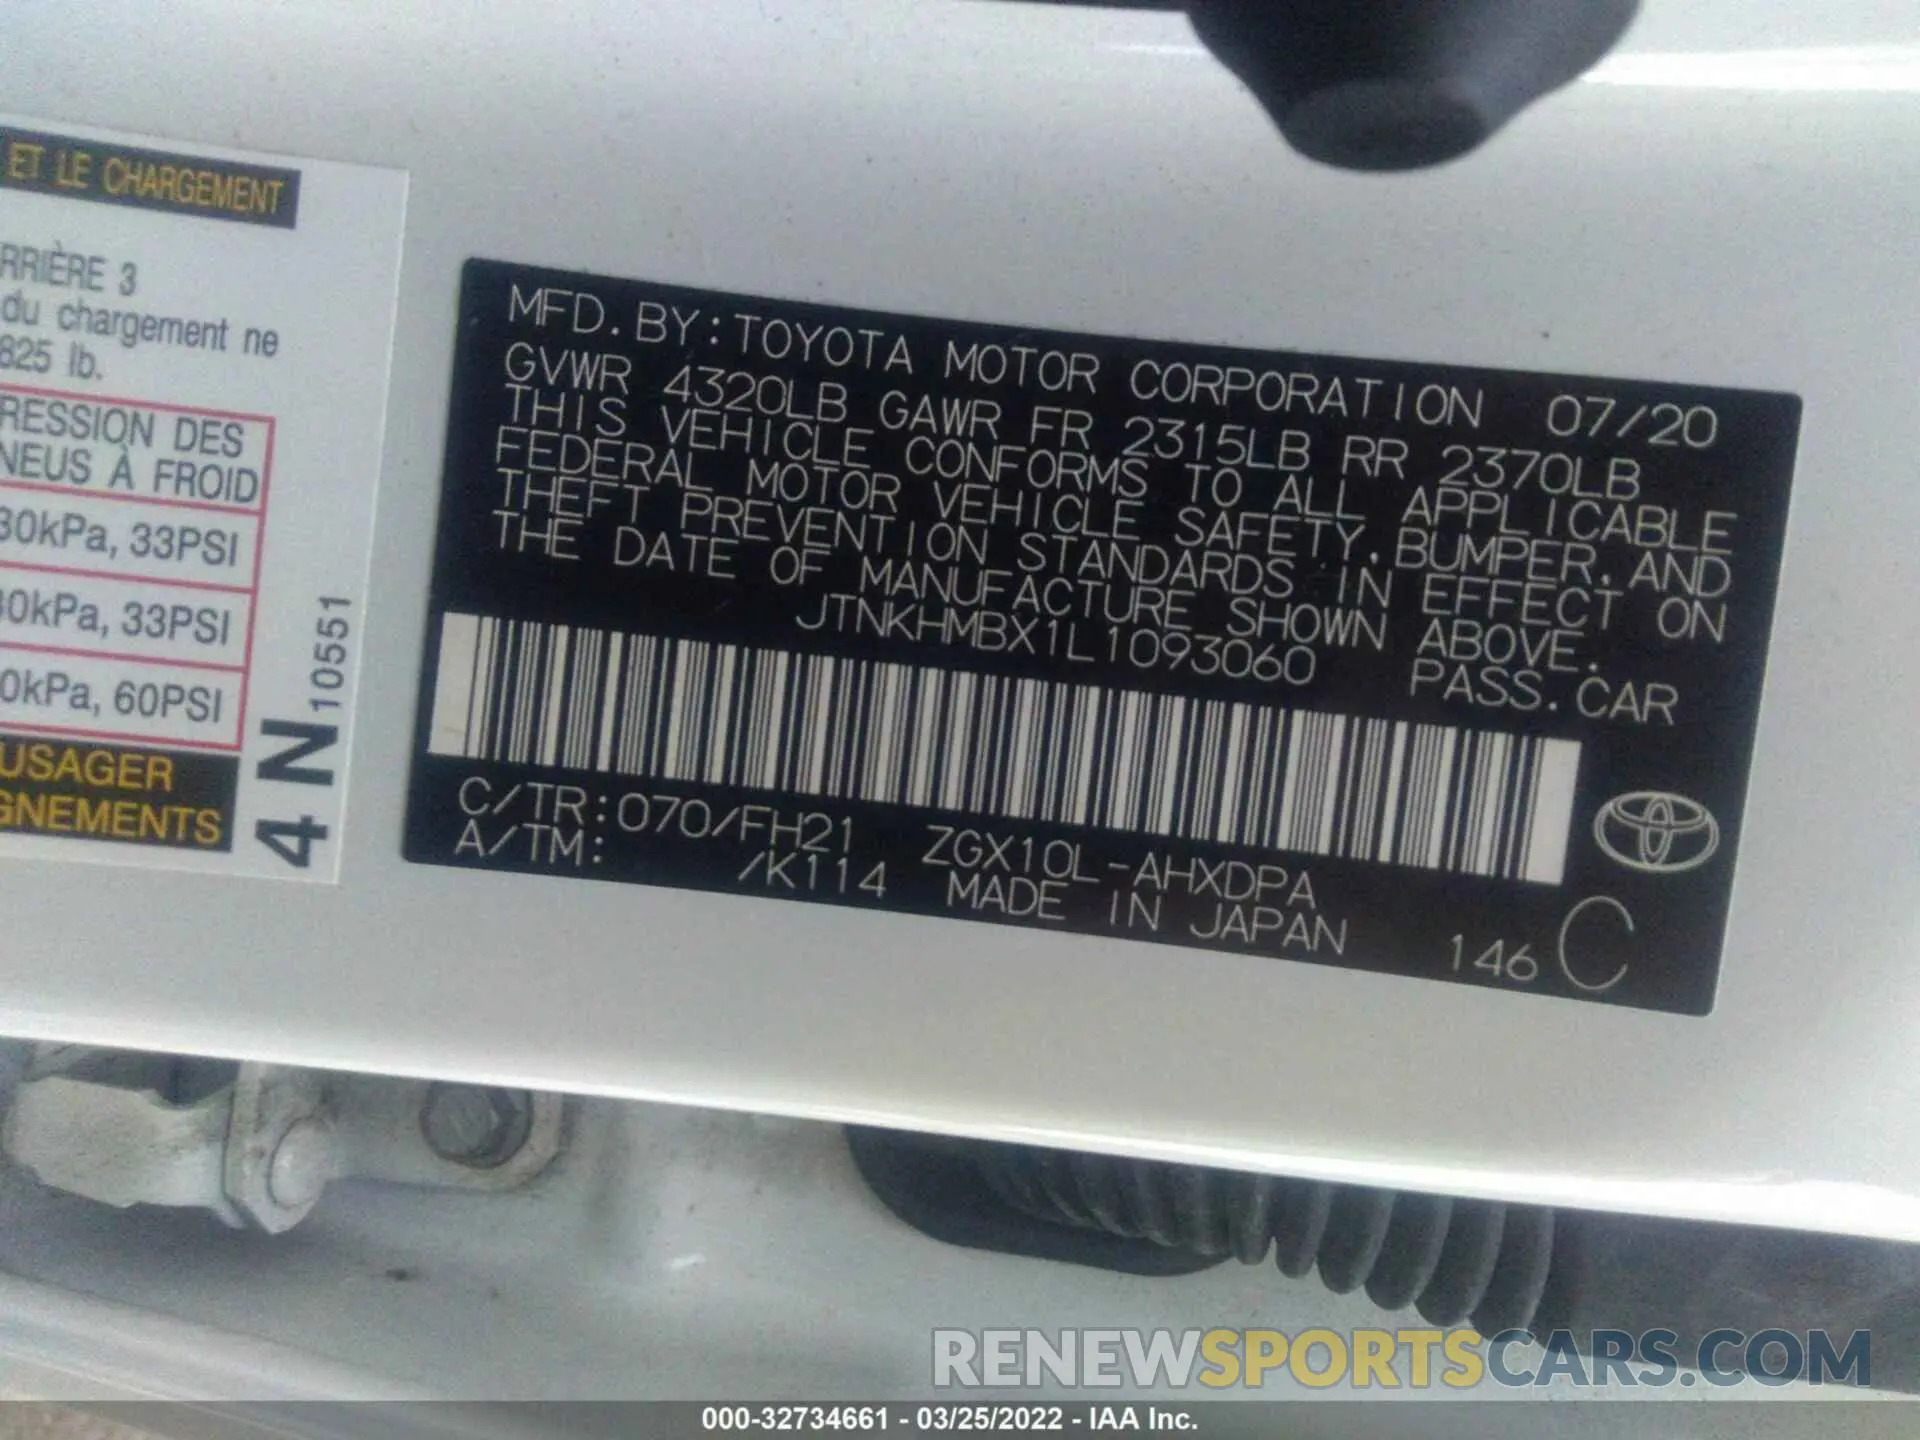 ET LE CHARGEMENT
RRIÈRE 3
du chargement ne
825 lb.
RESSION DES
NEUS À FROID
30kPa, 33PSI
30kPa, 33PSI
0kPa, 60PSI
USAGER
GNEMENTS
4N10551
MFD. BY: TOYOTA MOTOR CORPORATION 07/20
GVWR 4320LB GAWR FR 2315LB RR 2370LB
THIS VEHICLE CONFORMS TO ALL APPLICABLE
FEDERAL MOTOR VEHICLE SAFETY, BUMPER, AND
THEFT PREVENTION STANDARDS IN EFFECT ON
THE DATE OF MANUFACTURE SHOWN ABOVE.
JTNKHMBX1L1093060 PASS. CAR
C/TR: 070/FH21 ZGX10L-AHXDPA
A/TM: /K114 MADE IN JAPAN 146 C
RENEWSPORTSCARS.COM
000-32734661 - 03/25/2022 - IAA Inc.